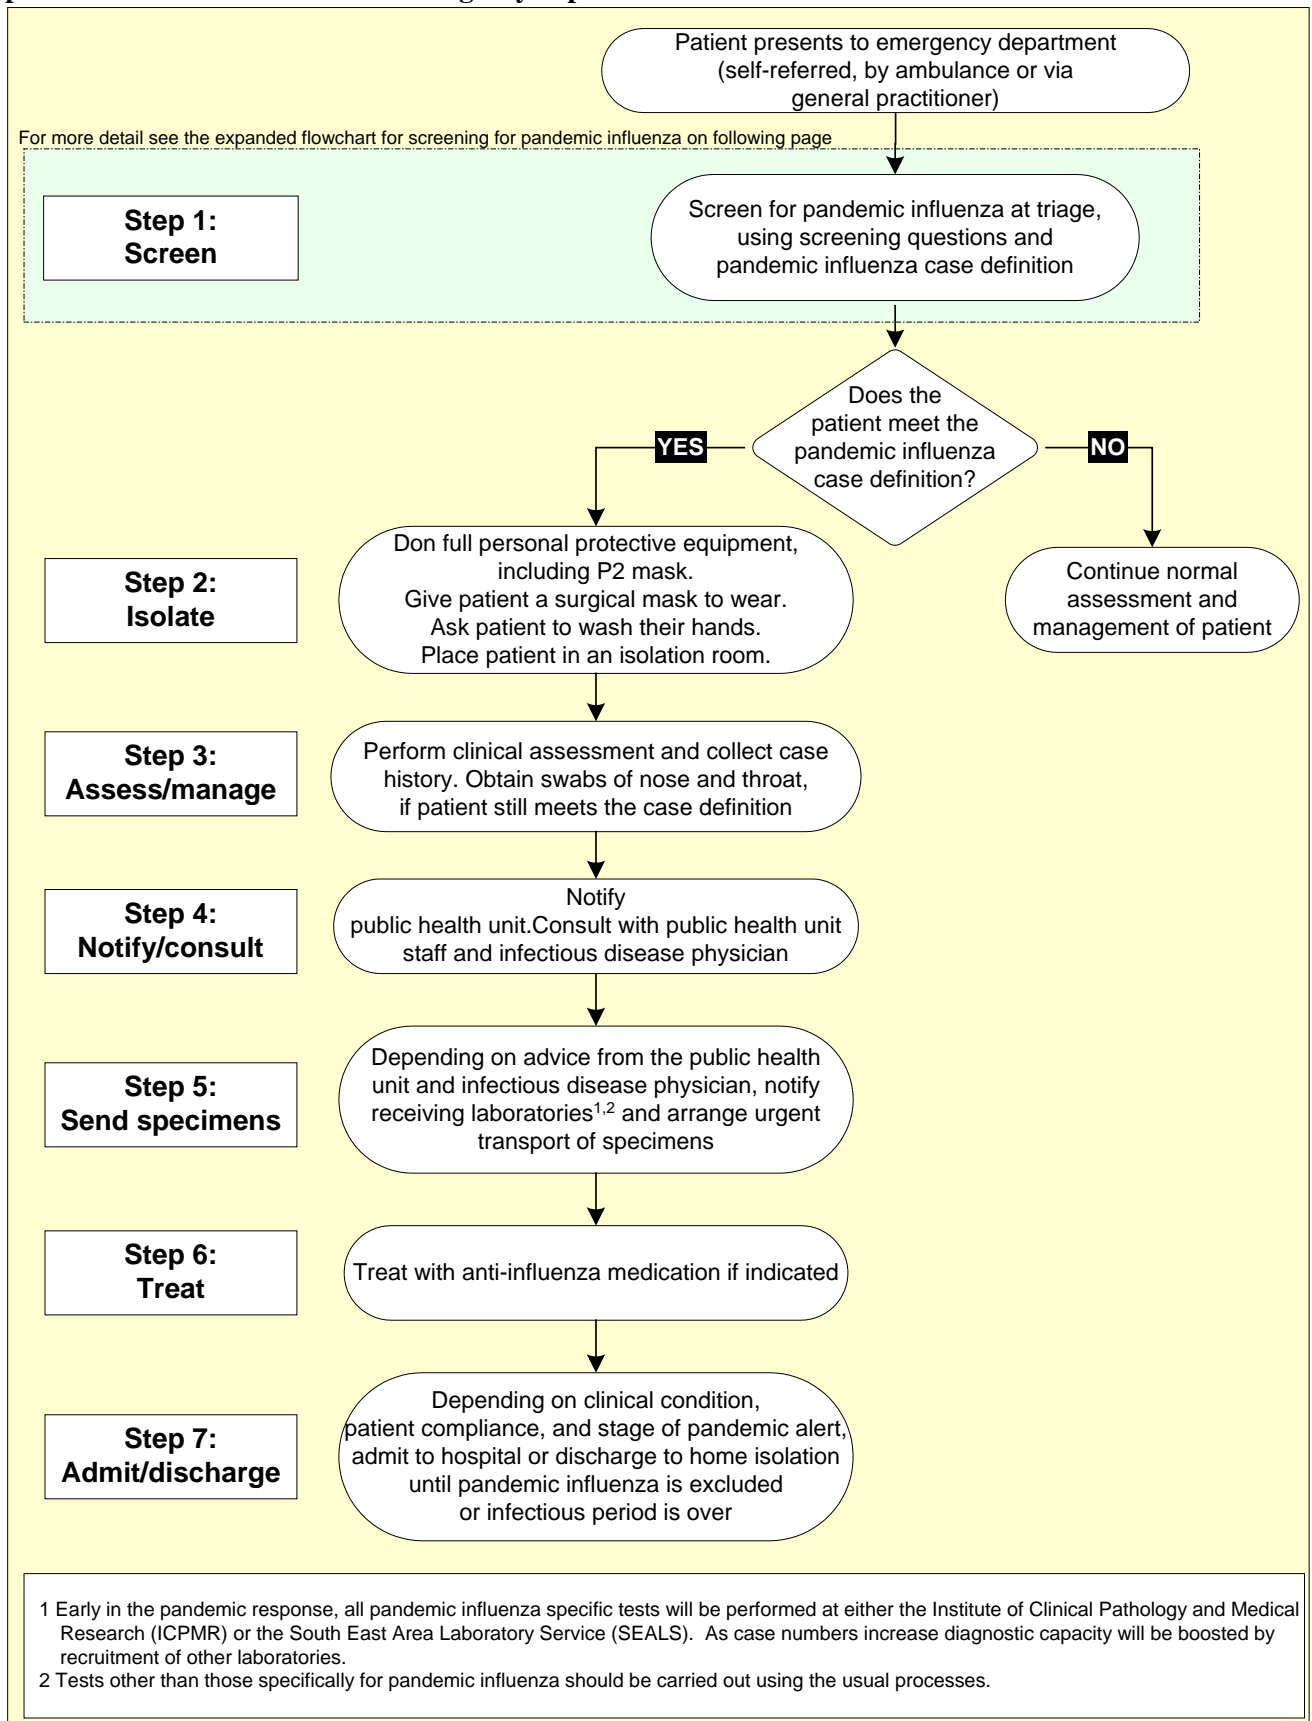 Patient presents to emergency department
(self-referred, by ambulance or via
general practitioner)
For more detail see the expanded flowchart for screening for pandemic influenza on following page
Step 1:
Screen
Screen for pandemic influenza at triage,
using screening questions and
pandemic influenza case definition
Does the
patient meet the
pandemic influenza
case definition?
YES
NO
Step 2:
Isolate
Don full personal protective equipment,
including P2 mask.
Give patient a surgical mask to wear.
Ask patient to wash their hands.
Place patient in an isolation room.
Continue normal
assessment and
management of patient
Step 3:
Assess/manage
Perform clinical assessment and collect case
history. Obtain swabs of nose and throat,
if patient still meets the case definition
Step 4:
Notify/consult
Notify
public health unit.Consult with public health unit
staff and infectious disease physician
Step 5:
Send specimens
Depending on advice from the public health
unit and infectious disease physician, notify
receiving laboratories1,2 and arrange urgent
transport of specimens
Step 6:
Treat
Treat with anti-influenza medication if indicated
Step 7:
Admit/discharge
Depending on clinical condition,
patient compliance, and stage of pandemic alert,
admit to hospital or discharge to home isolation
until pandemic influenza is excluded
or infectious period is over
1 Early in the pandemic response, all pandemic influenza specific tests will be performed at either the Institute of Clinical Pathology and Medical
Research (ICPMR) or the South East Area Laboratory Service (SEALS).  As case numbers increase diagnostic capacity will be boosted by
recruitment of other laboratories.
2 Tests other than those specifically for pandemic influenza should be carried out using the usual processes.